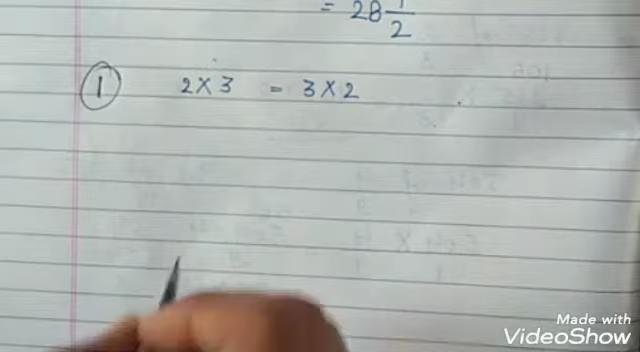 = 28 1/2
① 2 × 3 = 3 × 2
Made with
VideoShow